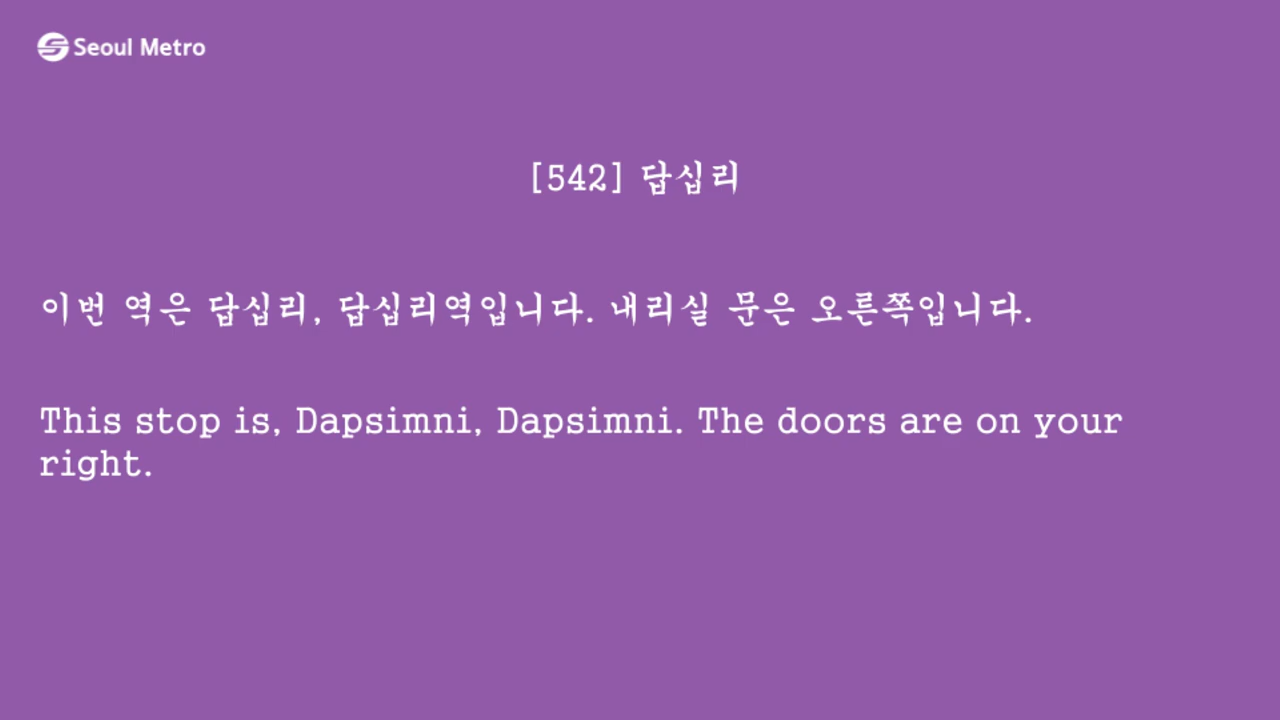 Seoul Metro
[542] 답십리
이번 역은 답십리, 답십리역입니다. 내리실 문은 오른쪽입니다.
This stop is, Dapsimni, Dapsimni. The doors are on your
right.